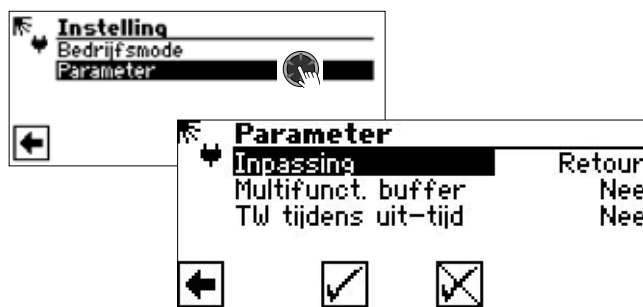 Instelling
Bedrijfsmode
Parameter
Parameter
Inpassing Retour
Multifunct. buffer Nee
TW tijdens uit-tijd Nee